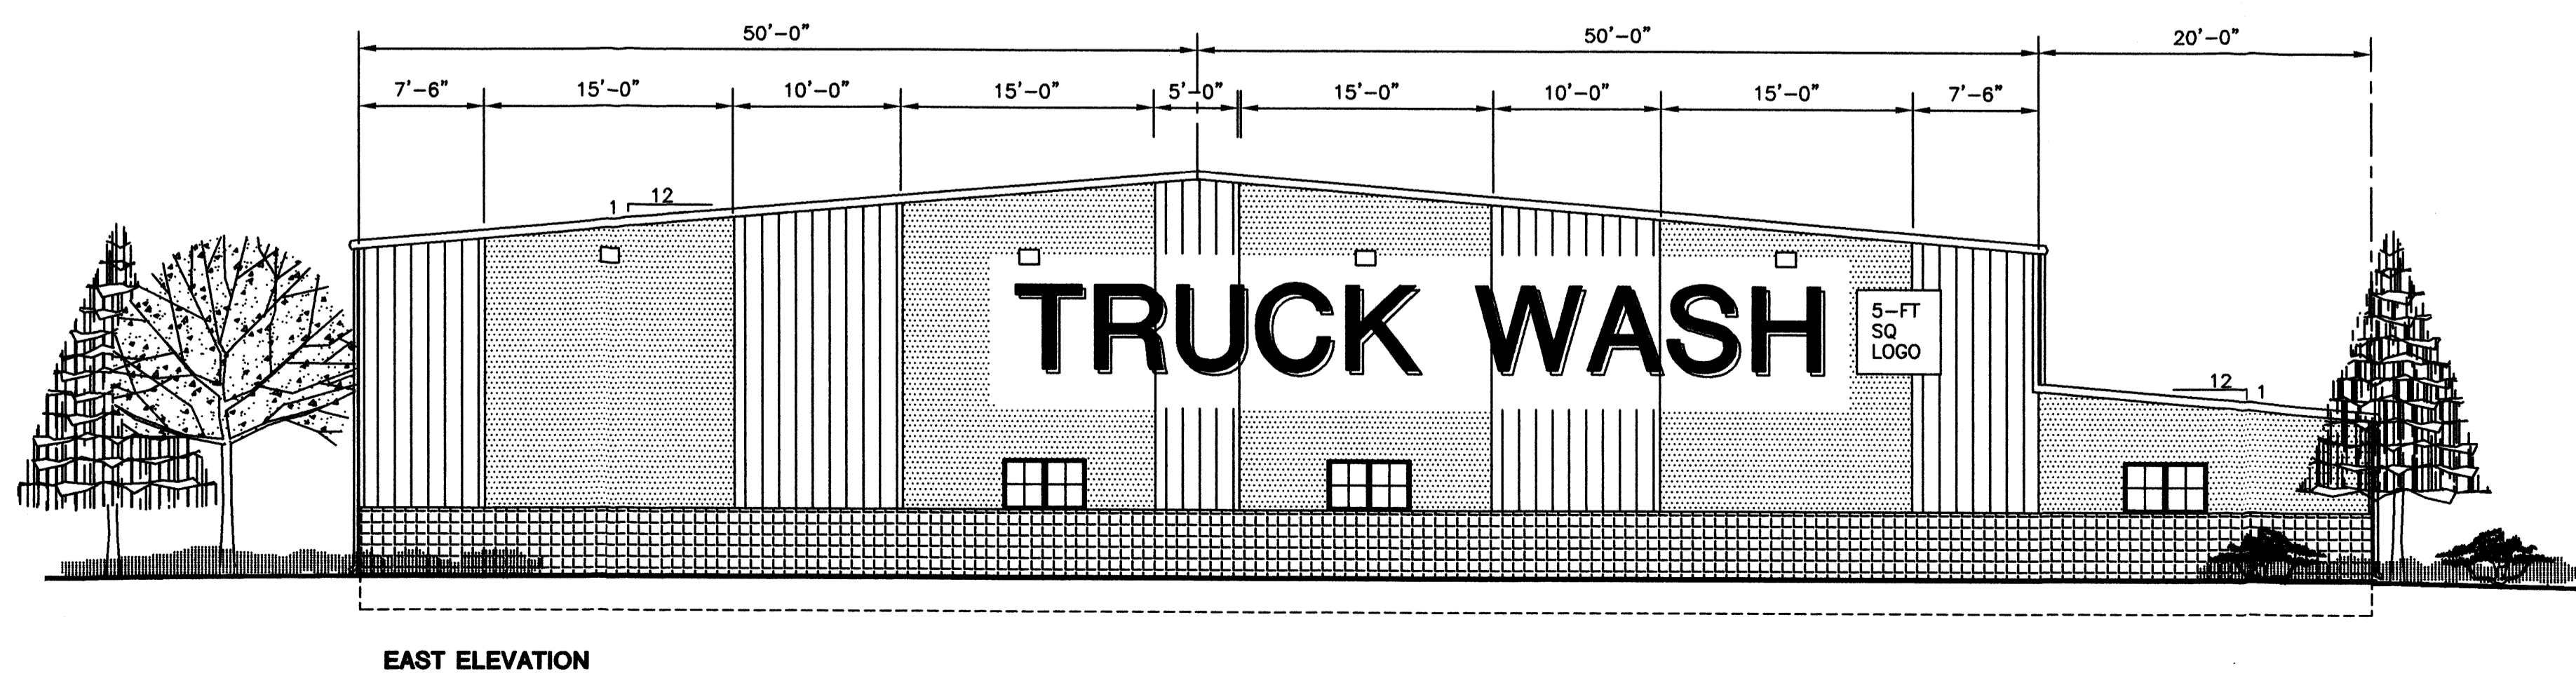 50'-0" 50'-0" 20'-0"
7'-6" 15'-0" 10'-0" 15'-0" 5'-0" 15'-0" 10'-0" 15'-0" 7'-6"
1 12
TRUCK WASH
5-FT
SQ
LOGO
12 1
EAST ELEVATION